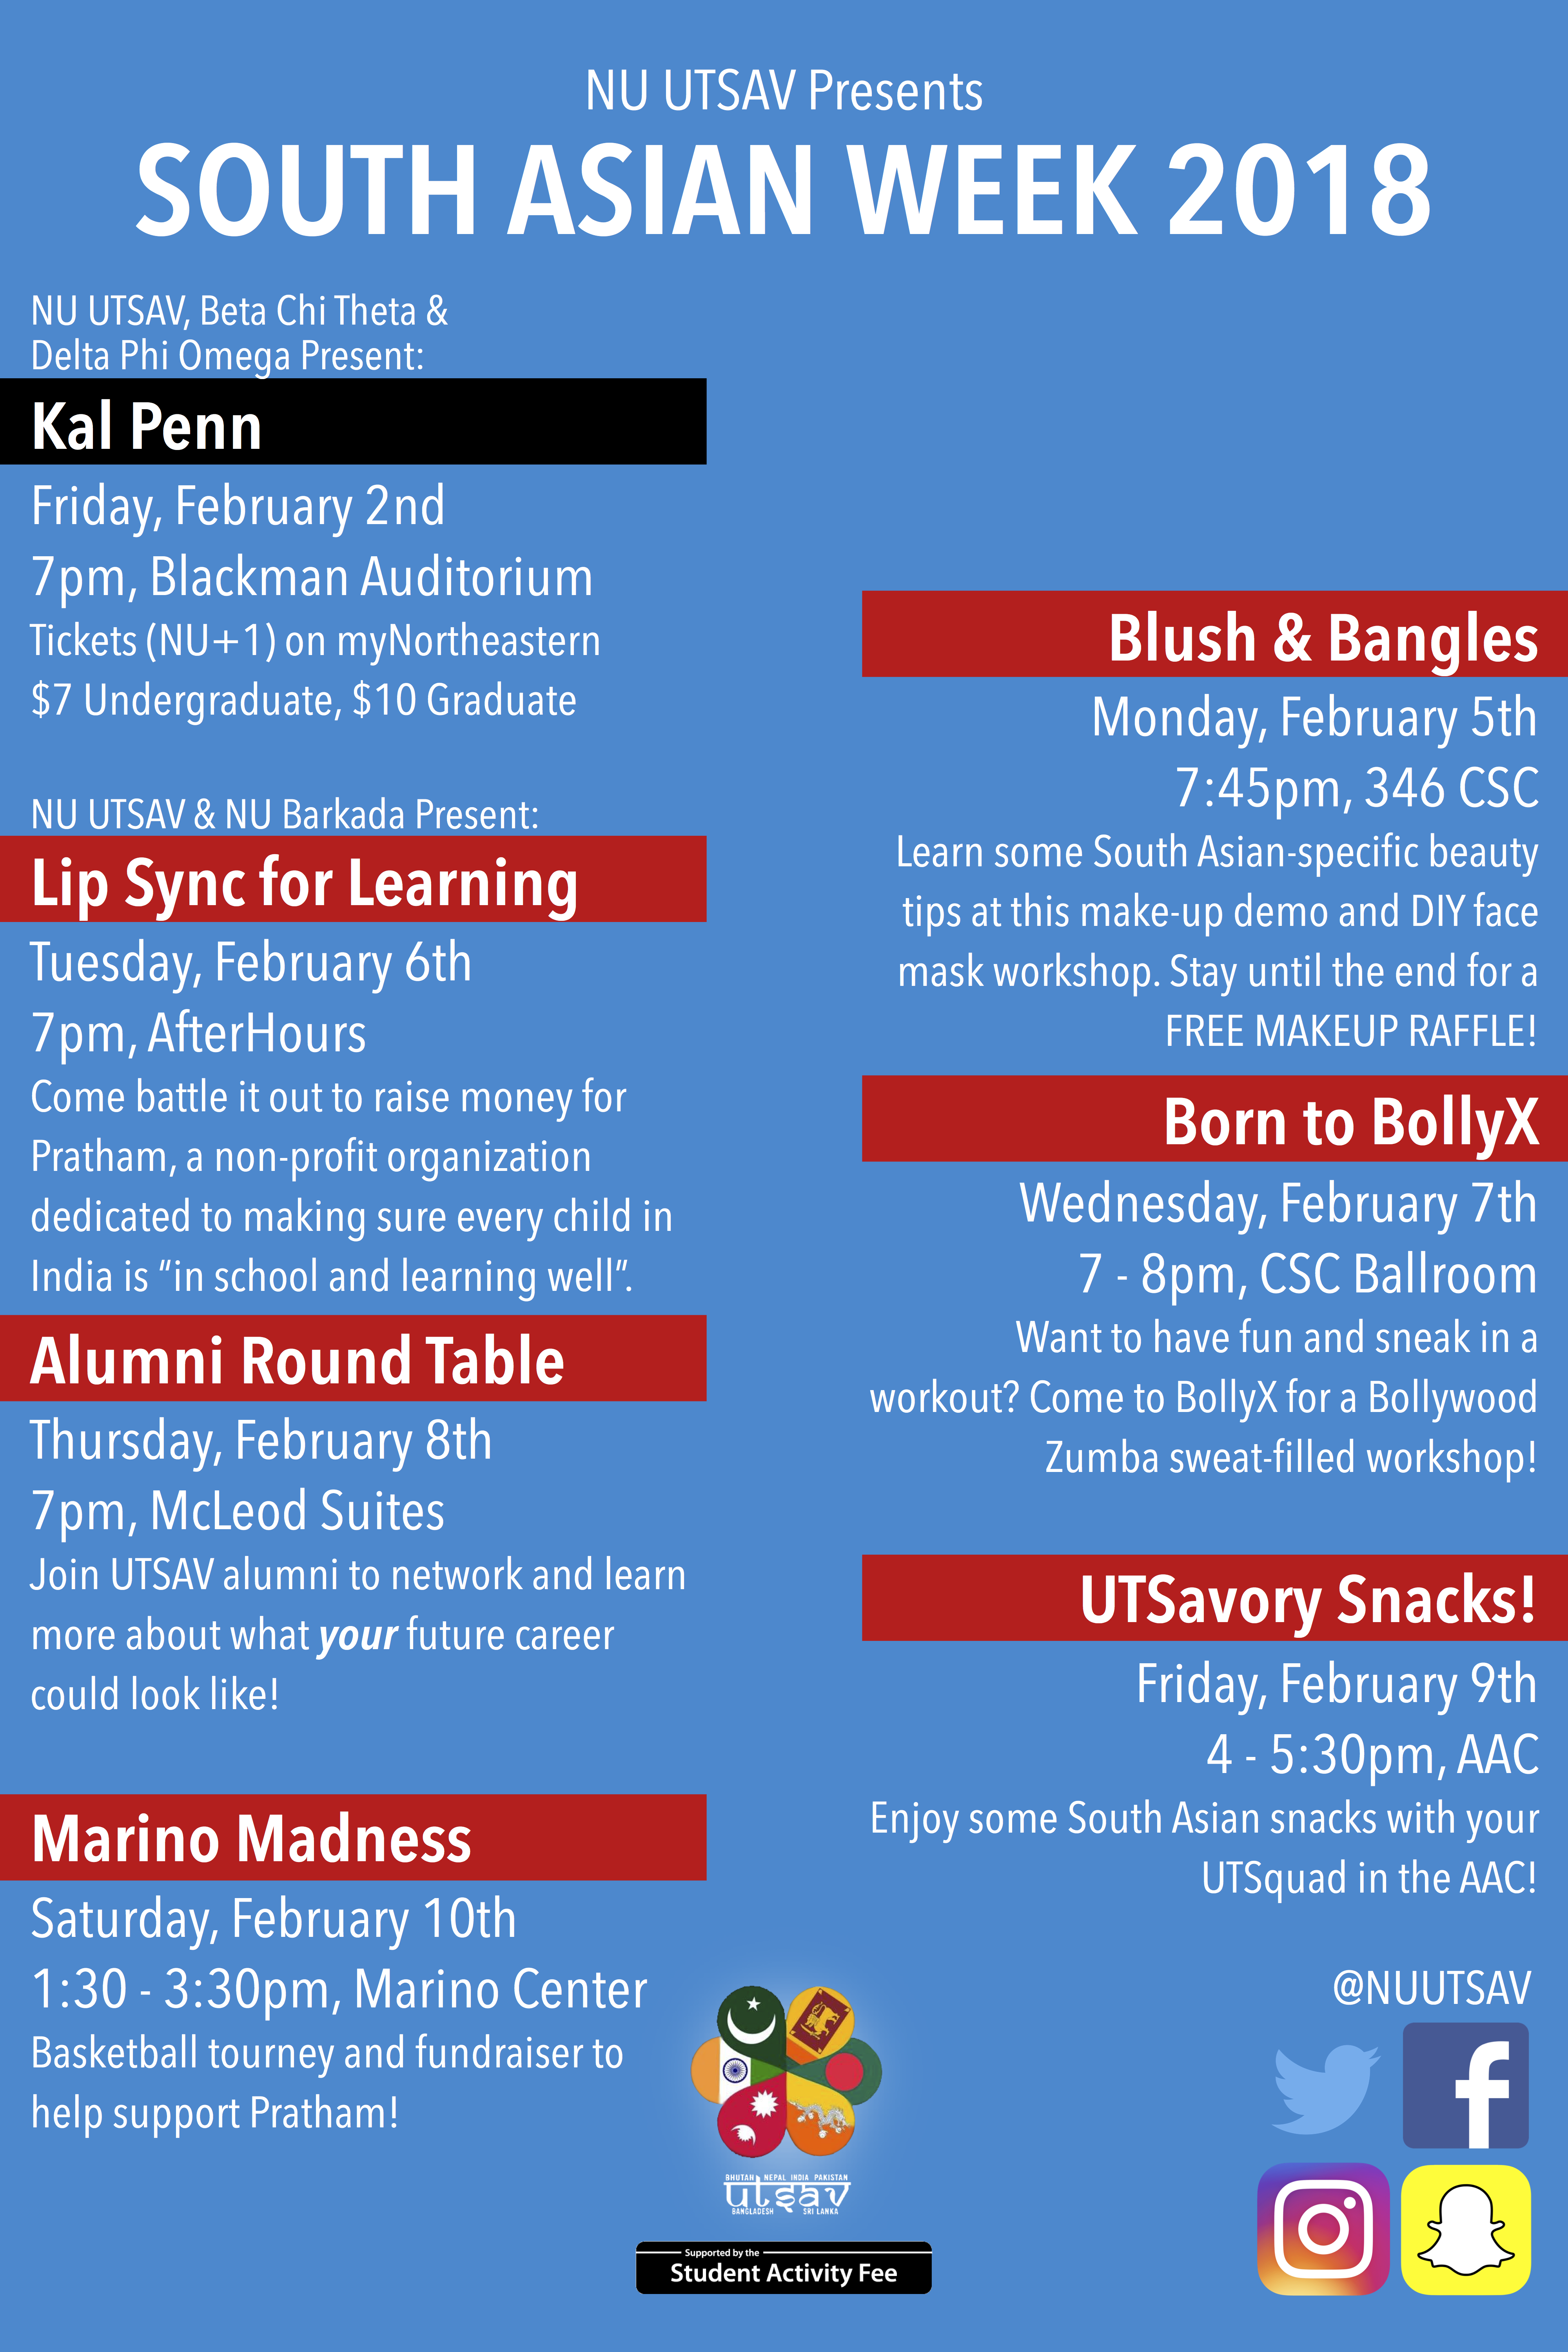 NU UTSAV Presents
SOUTH ASIAN WEEK 2018
NU UTSAV, Beta Chi Theta &
Delta Phi Omega Present:
Kal Penn
Friday, February 2nd
7pm, Blackman Auditorium
Tickets (NU+1) on myNortheastern
$7 Undergraduate, $10 Graduate
Blush & Bangles
Monday, February 5th
7:45pm, 346 CSC
Learn some South Asian-specific beauty
tips at this make-up demo and DIY face
mask workshop. Stay until the end for a
FREE MAKEUP RAFFLE!
NU UTSAV & NU Barkada Present:
Lip Sync for Learning
Tuesday, February 6th
7pm, AfterHours
Come battle it out to raise money for
Pratham, a non-profit organization
dedicated to making sure every child in
India is “in school and learning well”.
Born to BollyX
Wednesday, February 7th
7 - 8pm, CSC Ballroom
Want to have fun and sneak in a
workout? Come to BollyX for a Bollywood
Zumba sweat-filled workshop!
Alumni Round Table
Thursday, February 8th
7pm, McLeod Suites
Join UTSAV alumni to network and learn
more about what your future career
could look like!
UTSavory Snacks!
Friday, February 9th
4 - 5:30pm, AAC
Enjoy some South Asian snacks with your
UTSquad in the AAC!
Marino Madness
Saturday, February 10th
1:30 - 3:30pm, Marino Center
Basketball tourney and fundraiser to
help support Pratham!
@NUUTSAV
BHUTAN NEPAL INDIA PAKISTAN
utsav
BANGLADESH SRI LANKA
Supported by the
Student Activity Fee